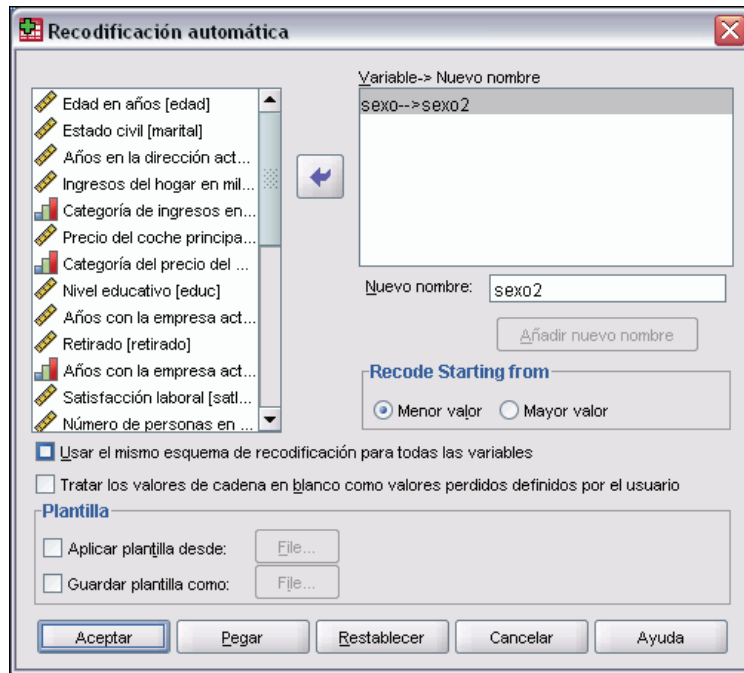 Recodificación automática
Edad en años [edad]
Estado civil [marital]
Años en la dirección act...
Ingresos del hogar en mil...
Categoría de ingresos en...
Precio del coche principa...
Categoría del precio del ...
Nivel educativo [educ]
Años con la empresa act...
Retirado [retirado]
Años con la empresa act...
Satisfacción laboral [satl...
Número de personas en ...
Variable-> Nuevo nombre
sexo-->sexo2
Nuevo nombre: sexo2
Añadir nuevo nombre
Recode Starting from
Menor valor Mayor valor
Usar el mismo esquema de recodificación para todas las variables
Tratar los valores de cadena en blanco como valores perdidos definidos por el usuario
Plantilla
Aplicar plantilla desde: File...
Guardar plantilla como: File...
Aceptar Pegar Restablecer Cancelar Ayuda